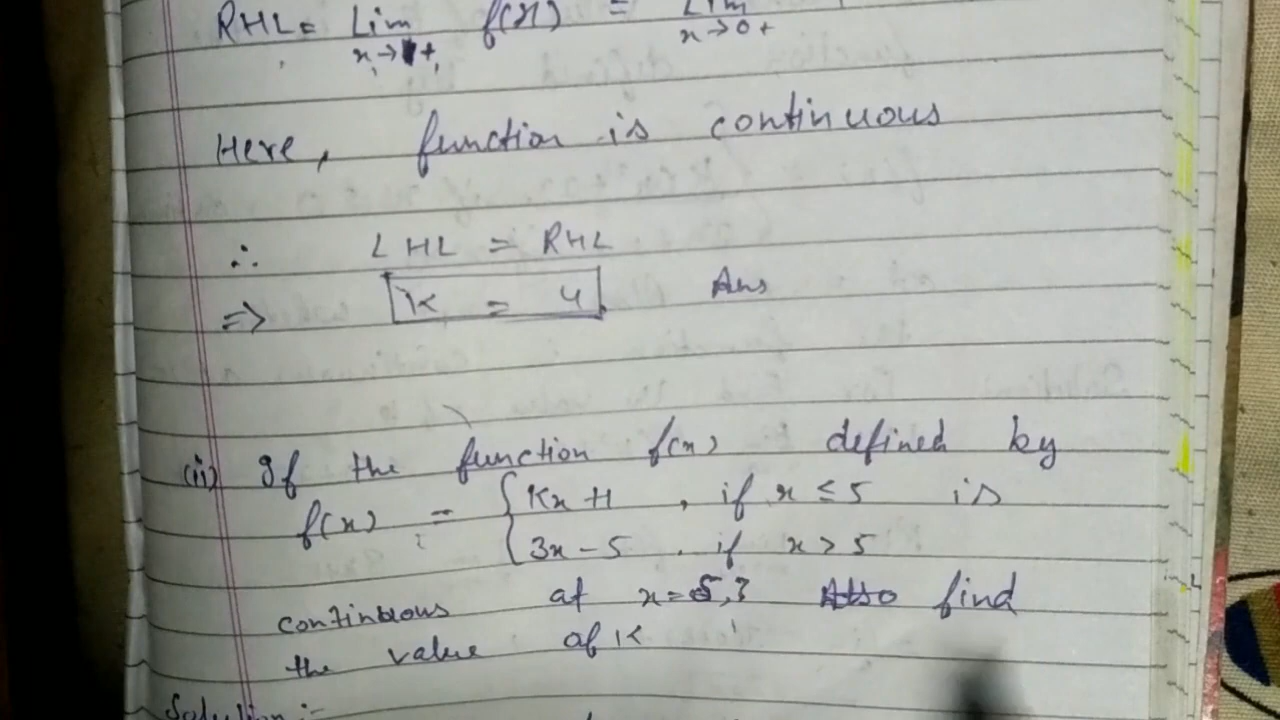 RHL = Lim f(x) = Lim
x→1+ x→0+
Here, function is continuous
∴ LHL = RHL
⇒ K = 4 Ans
(ii) If the function f(x) defined by
f(x) = { Kx+1 , if x ≤ 5 is
3x-5 , if x > 5
continuous at x=5,? Also find
the value of K
Solution :-